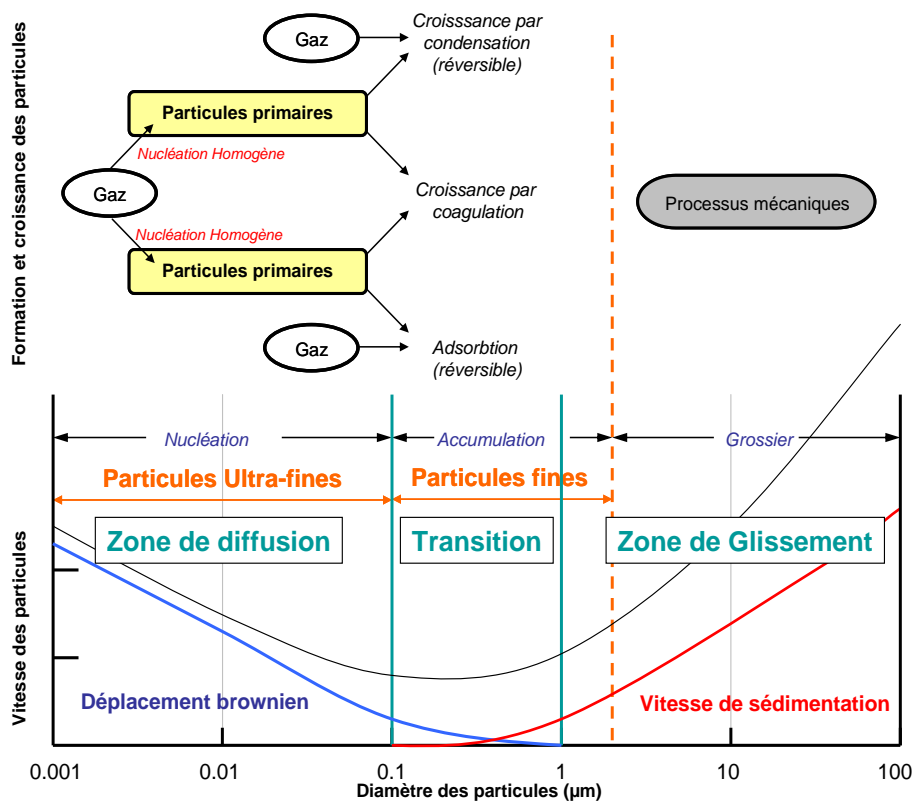 Formation et croissance des particules
Gaz
Croisssance par
condensation
(réversible)
Particules primaires
Nucléation Homogène
Gaz
Croissance par
coagulation
Processus mécaniques
Nucléation Homogène
Particules primaires
Gaz
Adsorbtion
(réversible)
Nucléation
Accumulation
Grossier
Particules Ultra-fines
Particules fines
Zone de diffusion
Transition
Zone de Glissement
Vitesse des particules
Déplacement brownien
Vitesse de sédimentation
0.001
0.01
0.1
1
10
100
Diamètre des particules (µm)